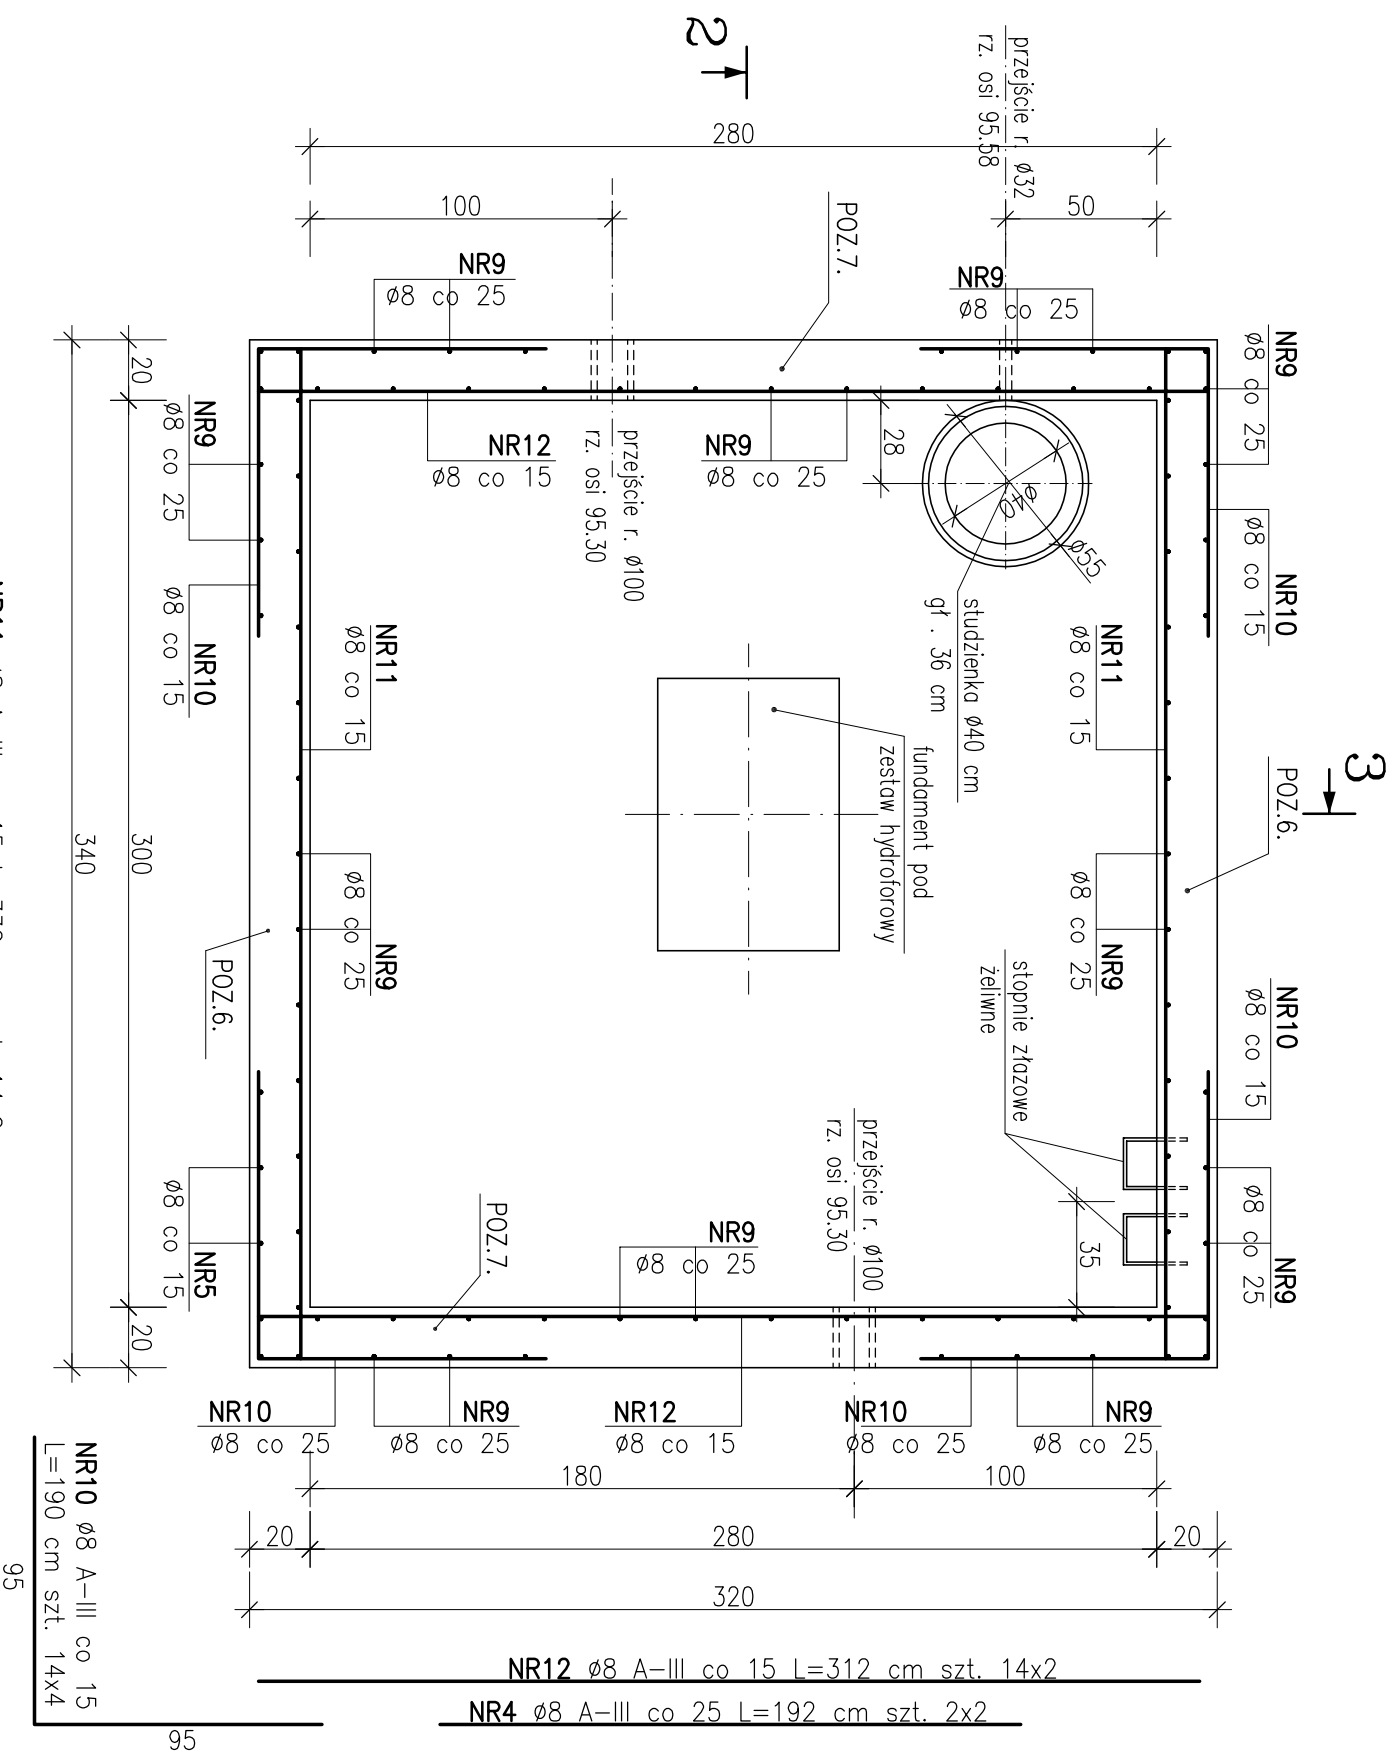 2
przejście r. ø32
rz. osi 95.58
280
100
50
POZ.7.
NR9
ø8 co 25
NR9
ø8 co 25
NR9
ø8 co 25
3
20
NR9
ø8 co 25
NR12
ø8 co 15
przejście r. ø100
rz. osi 95.30
NR9
ø8 co 25
28
ø40
ø55
NR10
ø8 co 15
NR10
ø8 co 15
NR11
ø8 co 15
studzienka ø40 cm
gł. 36 cm
NR11
ø8 co 15
POZ.6.
fundament pod
zestaw hydroforowy
340
300
NR9
ø8 co 25
NR9
ø8 co 25
POZ.6.
stopnie złazowe
żeliwne
NR10
ø8 co 15
przejście r. ø100
rz. osi 95.30
35
NR5
ø8 co 15
POZ.7.
NR9
ø8 co 25
NR9
ø8 co 25
20
NR10
ø8 co 25
NR9
ø8 co 25
NR12
ø8 co 15
NR10
ø8 co 25
NR9
ø8 co 25
180
100
20
280
20
320
NR10 ø8 A-III co 15
L=190 cm szt. 14x4
95
95
NR12 ø8 A-III co 15 L=312 cm szt. 14x2
NR4 ø8 A-III co 25 L=192 cm szt. 2x2